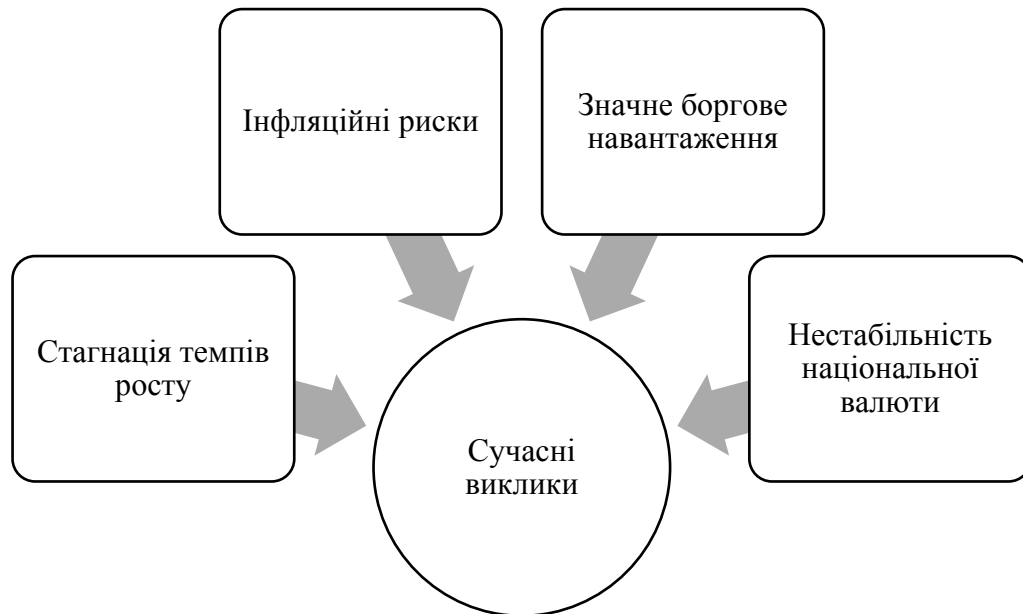 Інфляційні риски
Значне боргове
навантаження
Стагнація темпів
росту
Нестабільність
національної
валюти
Сучасні
виклики